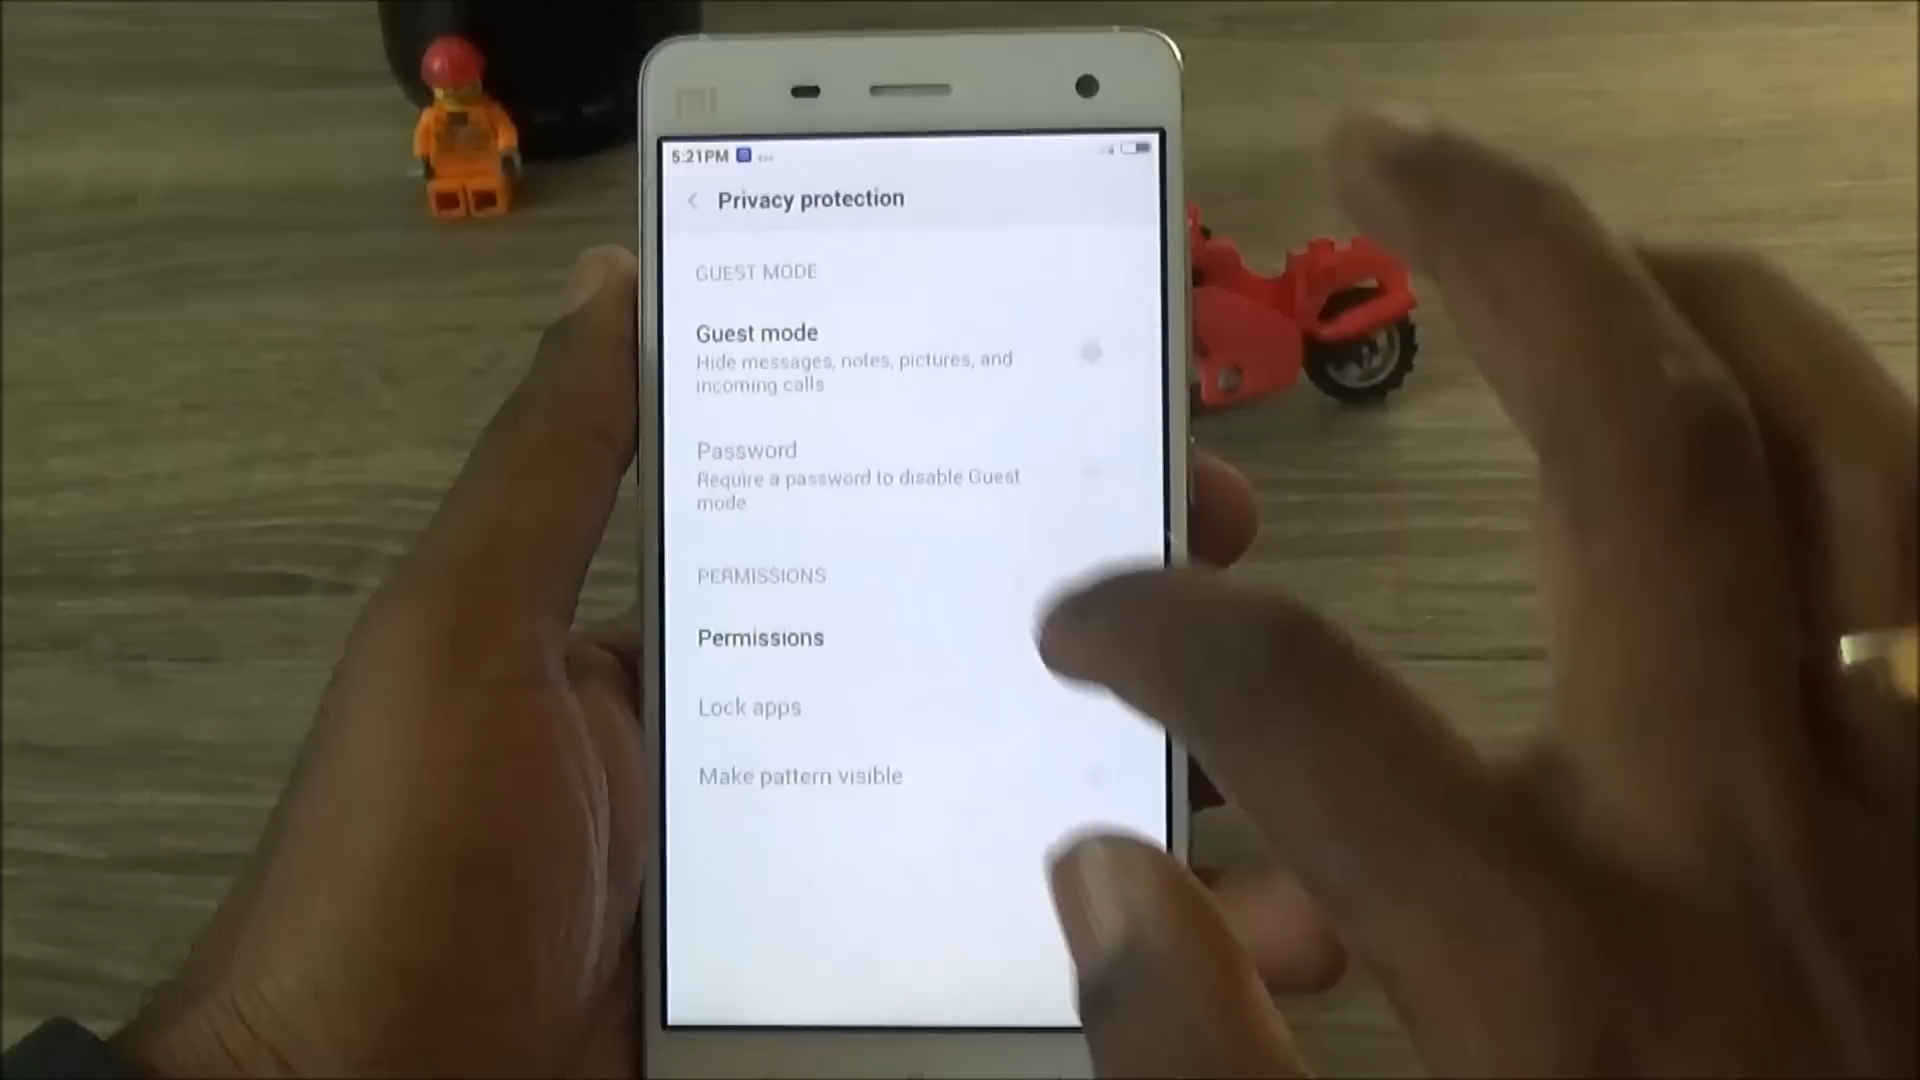 mi
5:21PM
Privacy protection
GUEST MODE
Guest mode
Hide messages, notes, pictures, and
incoming calls
Password
Require a password to disable Guest
mode
PERMISSIONS
Permissions
Lock apps
Make pattern visible